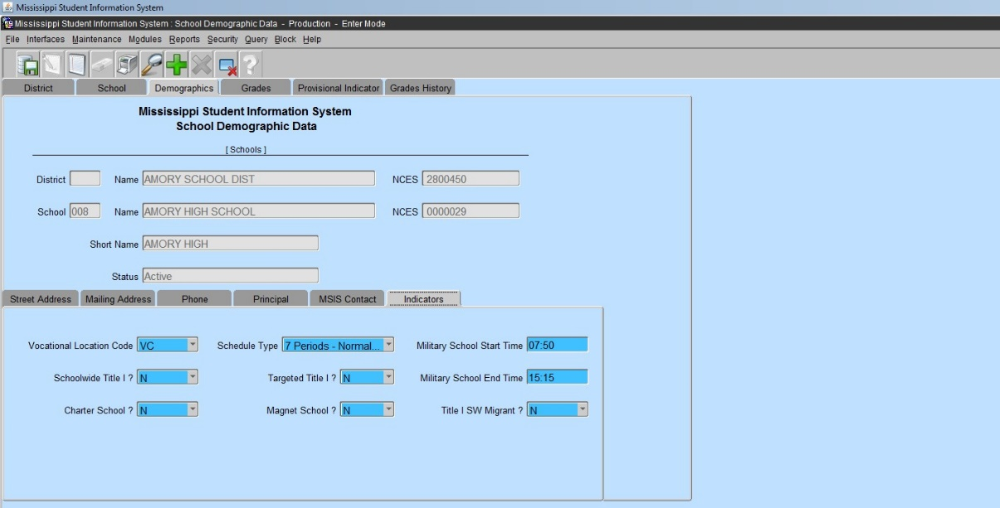 Mississippi Student Information System
Mississippi Student Information System : School Demographic Data - Production - Enter Mode
File Interfaces Maintenance Modules Reports Security Query Block Help
District School Demographics Grades Provisional Indicator Grades History
Mississippi Student Information System
School Demographic Data
[ Schools ]
District Name AMORY SCHOOL DIST NCES 2800450
School 008 Name AMORY HIGH SCHOOL NCES 0000029
Short Name AMORY HIGH
Status Active
Street Address Mailing Address Phone Principal MSIS Contact Indicators
Vocational Location Code VC Schedule Type 7 Periods - Normal... Military School Start Time 07:50
Schoolwide Title I ? N Targeted Title I ? N Military School End Time 15:15
Charter School ? N Magnet School ? N Title I SW Migrant ? N